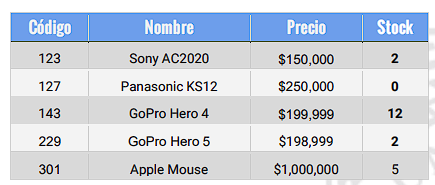 Código Nombre Precio Stock
123 Sony AC2020 $150,000 2
127 Panasonic KS12 $250,000 0
143 GoPro Hero 4 $199,999 12
229 GoPro Hero 5 $198,999 2
301 Apple Mouse $1,000,000 5